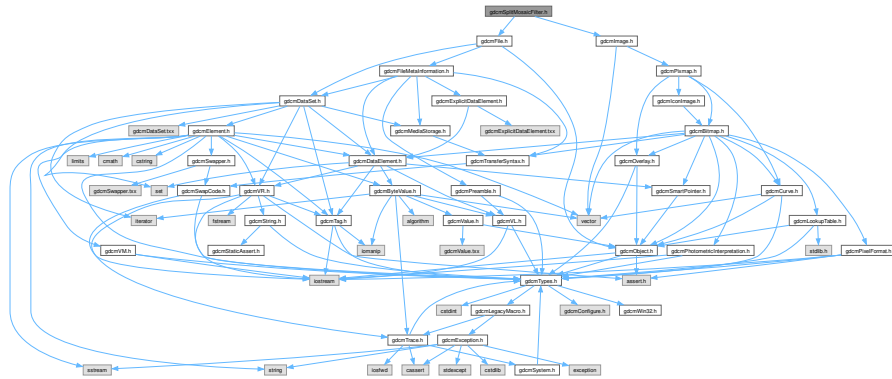 gdcmSplitMosaicFilter.h
gdcmFile.h
gdcmImage.h
gdcmFileMetaInformation.h
gdcmPixmap.h
gdcmDataSet.h
gdcmExplicitDataElement.h
gdcmIconImage.h
gdcmDataSet.txx
gdcmElement.h
gdcmMediaStorage.h
gdcmExplicitDataElement.txx
gdcmBitmap.h
limits
cmath
cstring
gdcmSwapper.h
gdcmDataElement.h
gdcmTransferSyntax.h
gdcmOverlay.h
gdcmSwapper.txx
set
gdcmSwapCode.h
gdcmVR.h
gdcmByteValue.h
gdcmPreamble.h
gdcmSmartPointer.h
gdcmCurve.h
iterator
fstream
gdcmString.h
gdcmTag.h
algorithm
gdcmValue.h
gdcmVL.h
vector
gdcmLookupTable.h
gdcmVM.h
gdcmStaticAssert.h
iomanip
gdcmValue.txx
gdcmObject.h
gdcmPhotometricInterpretation.h
stdlib.h
gdcmPixelFormat.h
iostream
gdcmTypes.h
assert.h
cstdint
gdcmLegacyMacro.h
gdcmConfigure.h
gdcmWin32.h
gdcmTrace.h
gdcmException.h
sstream
string
iosfwd
cassert
stdexcept
cstdlib
gdcmSystem.h
exception